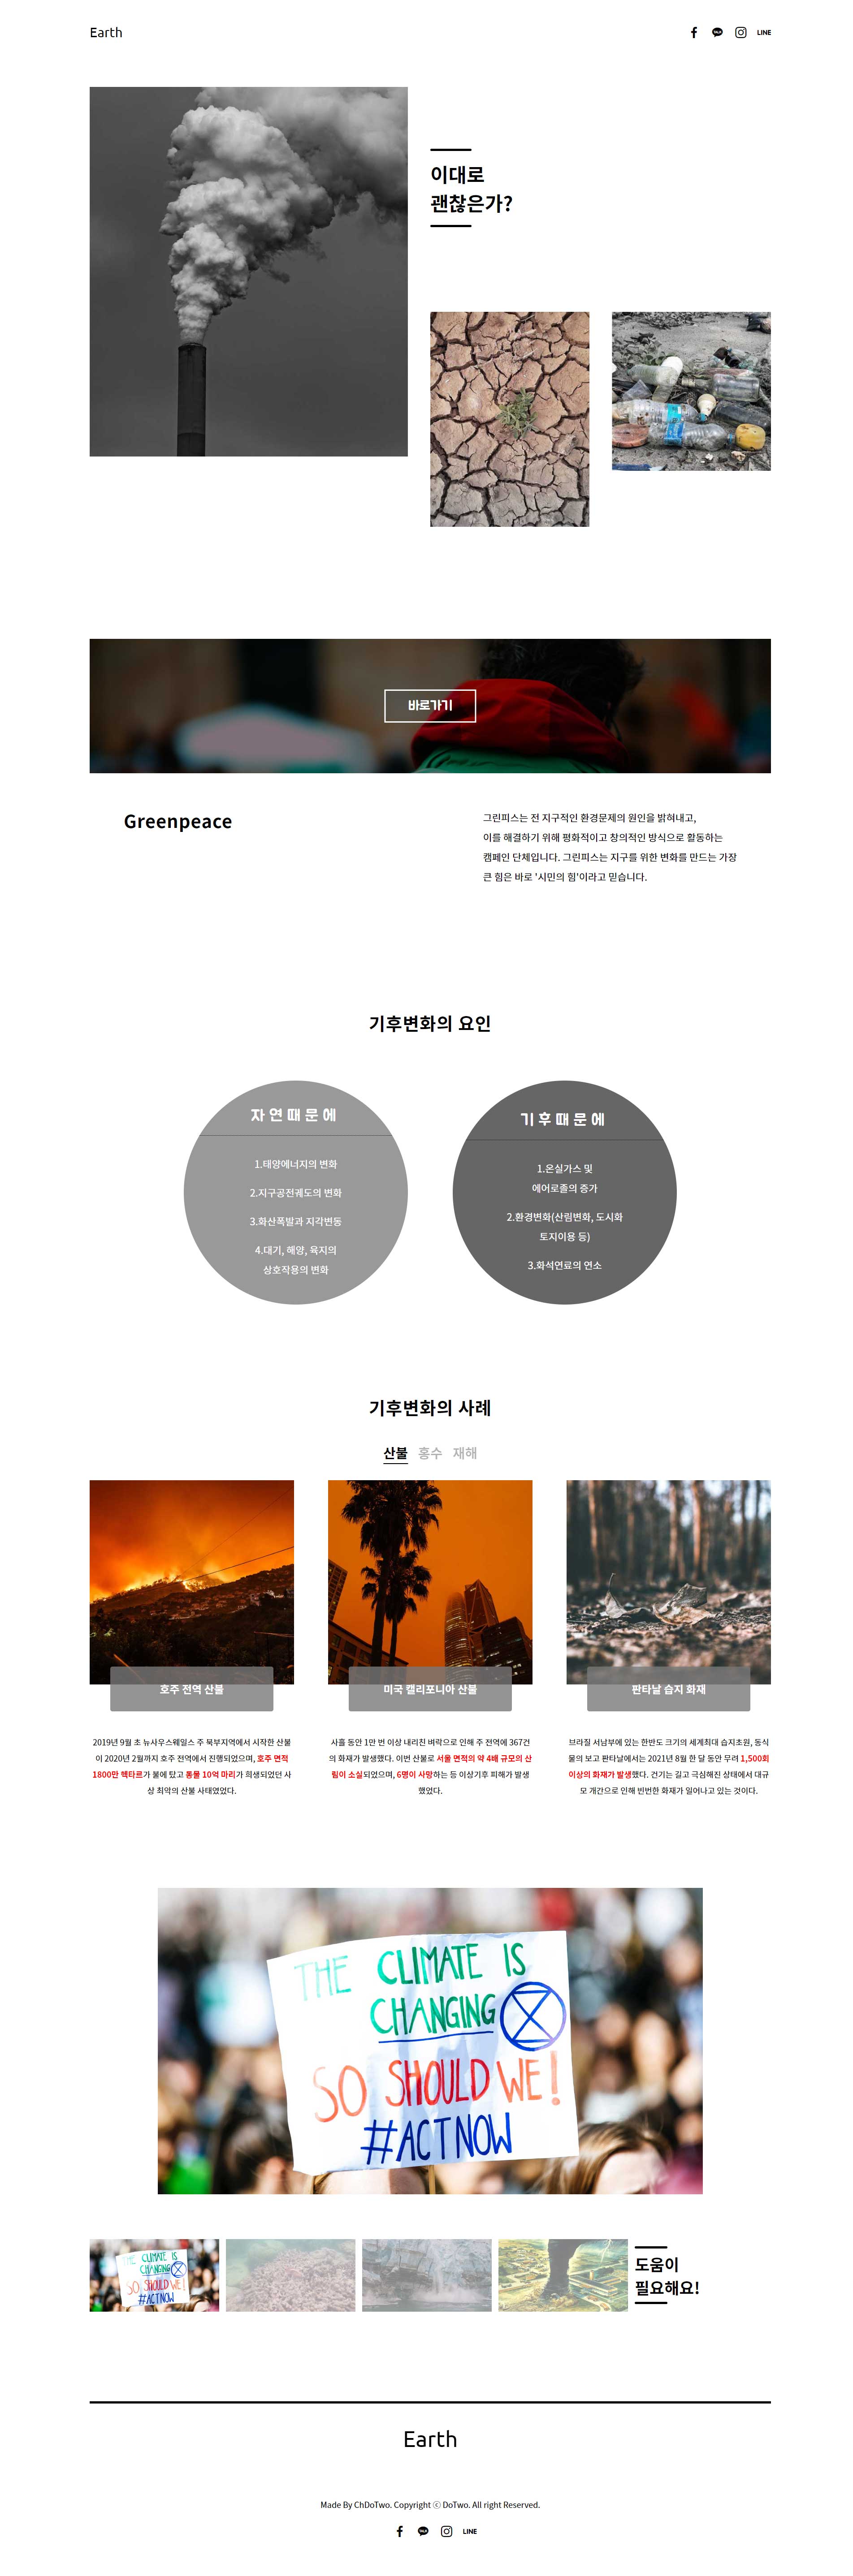 Earth
TALK
LINE
이대로
괜찮은가?
바로가기
Greenpeace
그린피스는 전 지구적인 환경문제의 원인을 밝혀내고,
이를 해결하기 위해 평화적이고 창의적인 방식으로 활동하는
캠페인 단체입니다. 그린피스는 지구를 위한 변화를 만드는 가장
큰 힘은 바로 '시민의 힘'이라고 믿습니다.
기후변화의 요인
자연때문에
1.태양에너지의 변화
2.지구공전궤도의 변화
3.화산폭발과 지각변동
4.대기, 해양, 육지의
상호작용의 변화
기후때문에
1.온실가스 및
에어로졸의 증가
2.환경변화(산림변화, 도시화
토지이용 등)
3.화석연료의 연소
기후변화의 사례
산불 홍수 재해
호주 전역 산불
2019년 9월 초 뉴사우스웨일스 주 북부지역에서 시작한 산불
이 2020년 2월까지 호주 전역에서 진행되었으며, 호주 면적
1800만 헥타르가 불에 탔고 동물 10억 마리가 희생되었던 사
상 최악의 산불 사태였었다.
미국 캘리포니아 산불
사흘 동안 1만 번 이상 내리친 벼락으로 인해 주 전역에 367건
의 화재가 발생했다. 이번 산불로 서울 면적의 약 4배 규모의 산
림이 소실되었으며, 6명이 사망하는 등 이상기후 피해가 발생
했었다.
판타날 습지 화재
브라질 서남부에 있는 한반도 크기의 세계최대 습지초원, 동식
물의 보고 판타날에서는 2021년 8월 한 달 동안 무려 1,500회
이상의 화재가 발생했다. 건기는 길고 극심해진 상태에서 대규
모 개간으로 인해 빈번한 화재가 일어나고 있는 것이다.
THE CLIMATE IS
CHANGING
SO SHOULD WE!
#ACTNOW
THE CLIMATE IS
CHANGING
SO SHOULD WE!
#ACTNOW
도움이
필요해요!
Earth
Made By ChDoTwo. Copyright ⓒ DoTwo. All right Reserved.
TALK
LINE